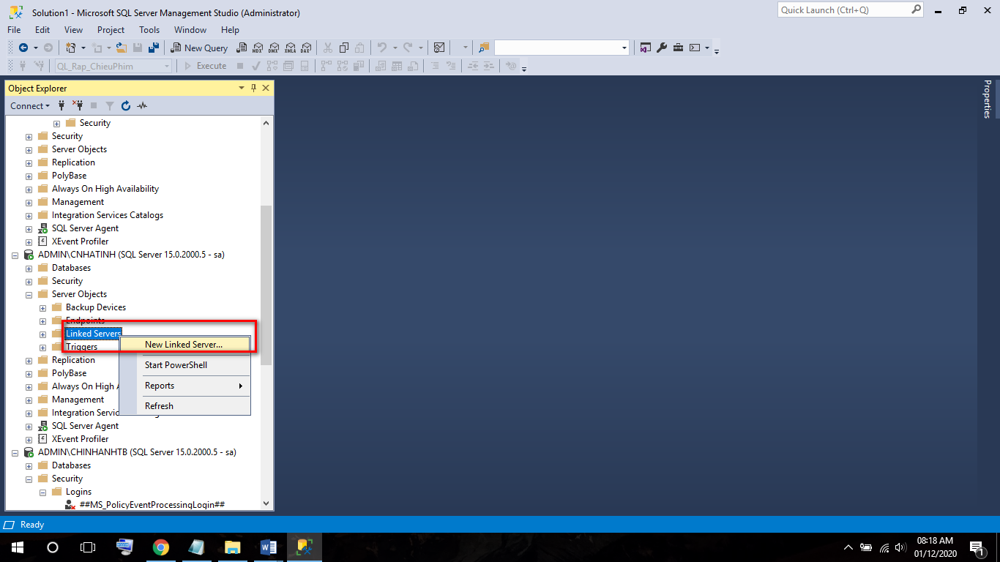 Solution1 - Microsoft SQL Server Management Studio (Administrator)
Quick Launch (Ctrl+Q)
File Edit View Project Tools Window Help
New Query
MDX DMX XMLA DAX
QL_Rap_ChieuPhim
Execute
Object Explorer
Connect
Security
Security
Server Objects
Replication
PolyBase
Always On High Availability
Management
Integration Services Catalogs
SQL Server Agent
XEvent Profiler
ADMIN\CNHATINH (SQL Server 15.0.2000.5 - sa)
Databases
Security
Server Objects
Backup Devices
Endpoints
Linked Servers
New Linked Server...
Triggers
Replication
Start PowerShell
PolyBase
Always On High
Reports
Management
Refresh
Integration Servic
SQL Server Agent
XEvent Profiler
ADMIN\CHINHANHTB (SQL Server 15.0.2000.5 - sa)
Databases
Security
Logins
##MS_PolicyEventProcessingLogin##
Properties
Ready
08:18 AM
01/12/2020
1